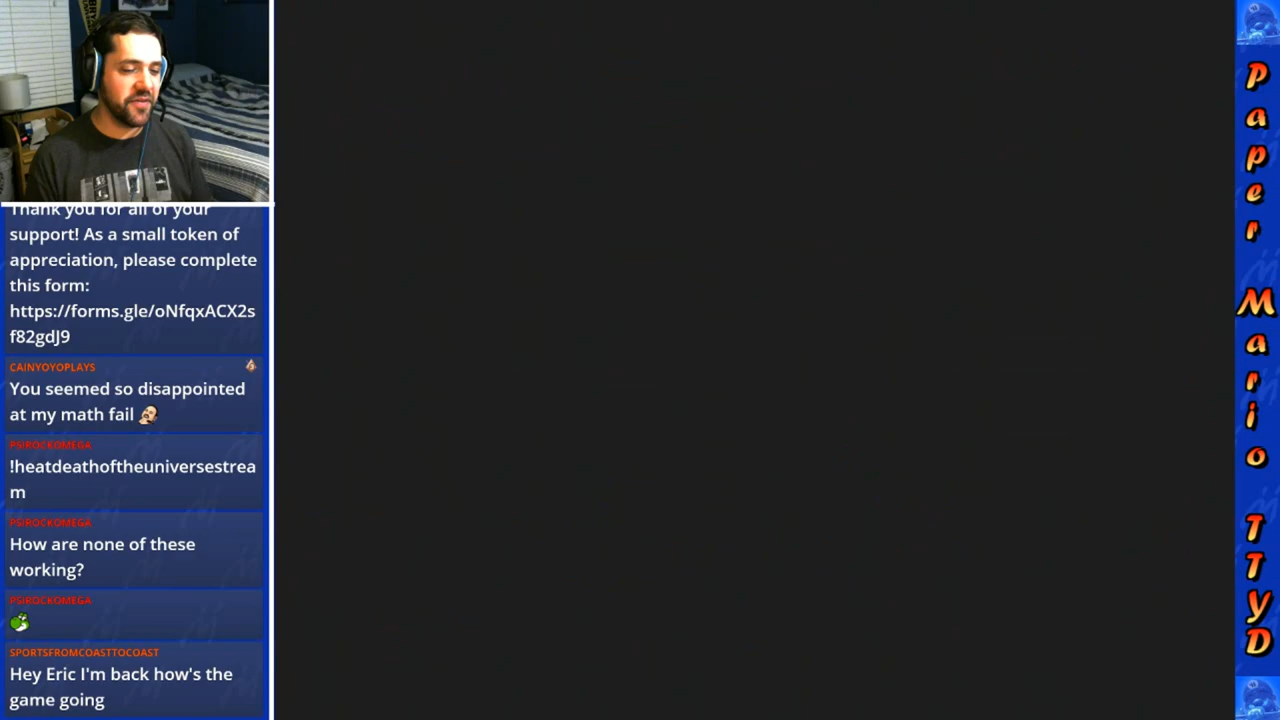 Thank you for all of your
support! As a small token of
appreciation, please complete
this form:
https://forms.gle/oNfqxACX2s
f82gdJ9
CAINYOYOPLAYS
You seemed so disappointed
at my math fail
PSIROCKOMEGA
!heatdeathoftheuniversestrea
m
PSIROCKOMEGA
How are none of these
working?
PSIROCKOMEGA
SPORTSFROMCOASTTOCOAST
Hey Eric I'm back how's the
game going
Paper Mario TTYD